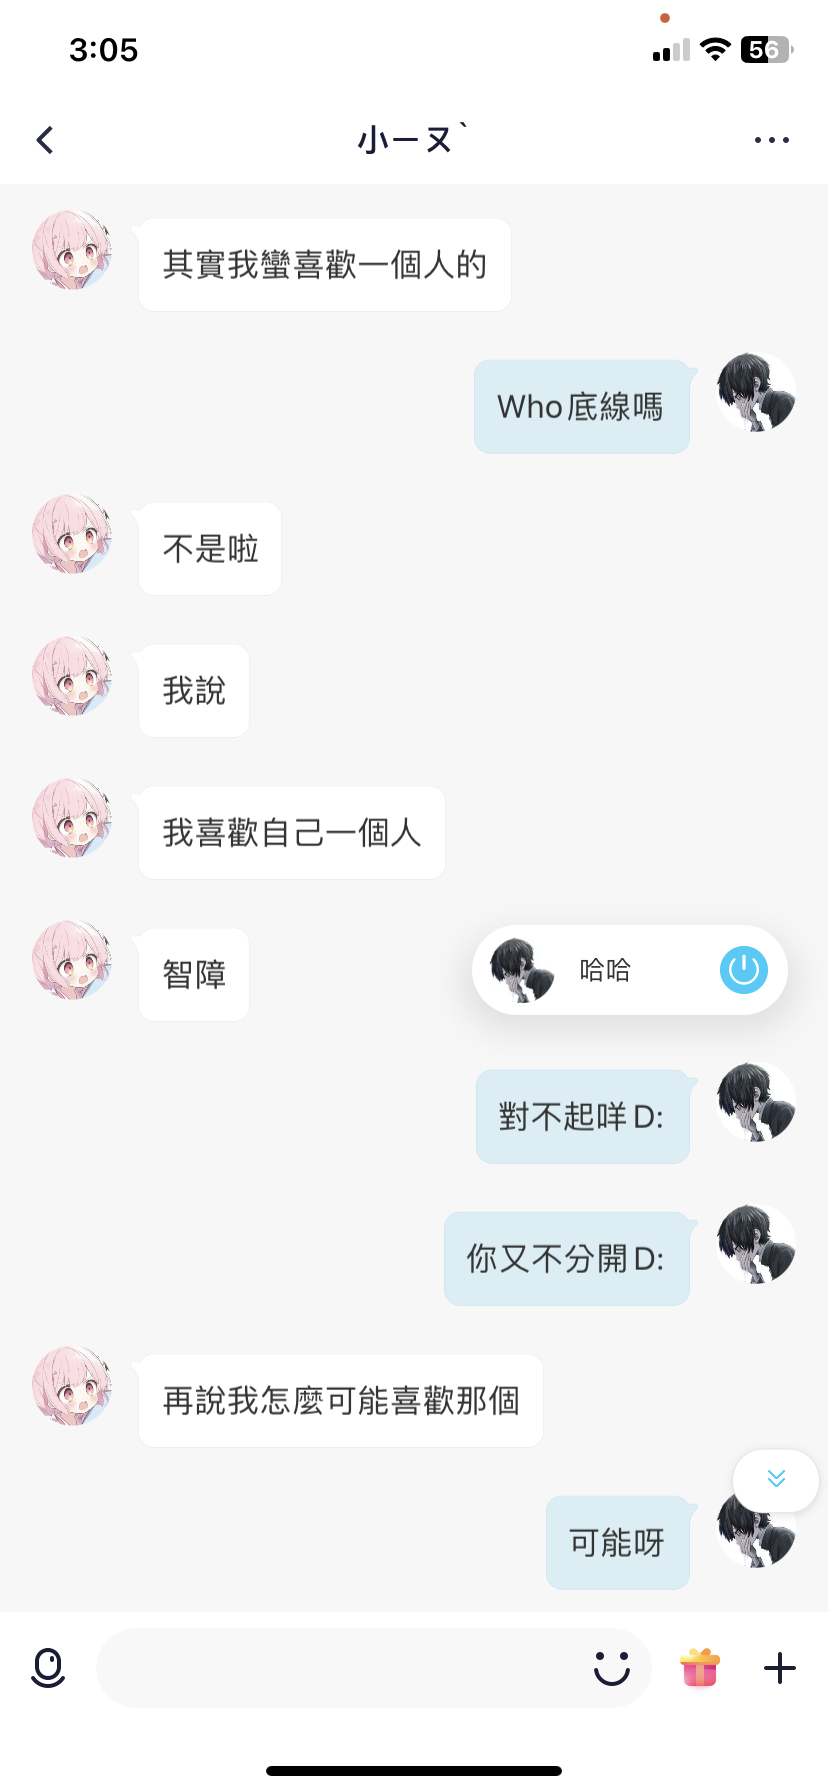 3:05
56
小ーヌ`
其實我蠻喜歡一個人的
Who底線嗎
不是啦
我說
我喜歡自己一個人
智障
哈哈
對不起咩D:
你又不分開D:
再說我怎麼可能喜歡那個
可能呀